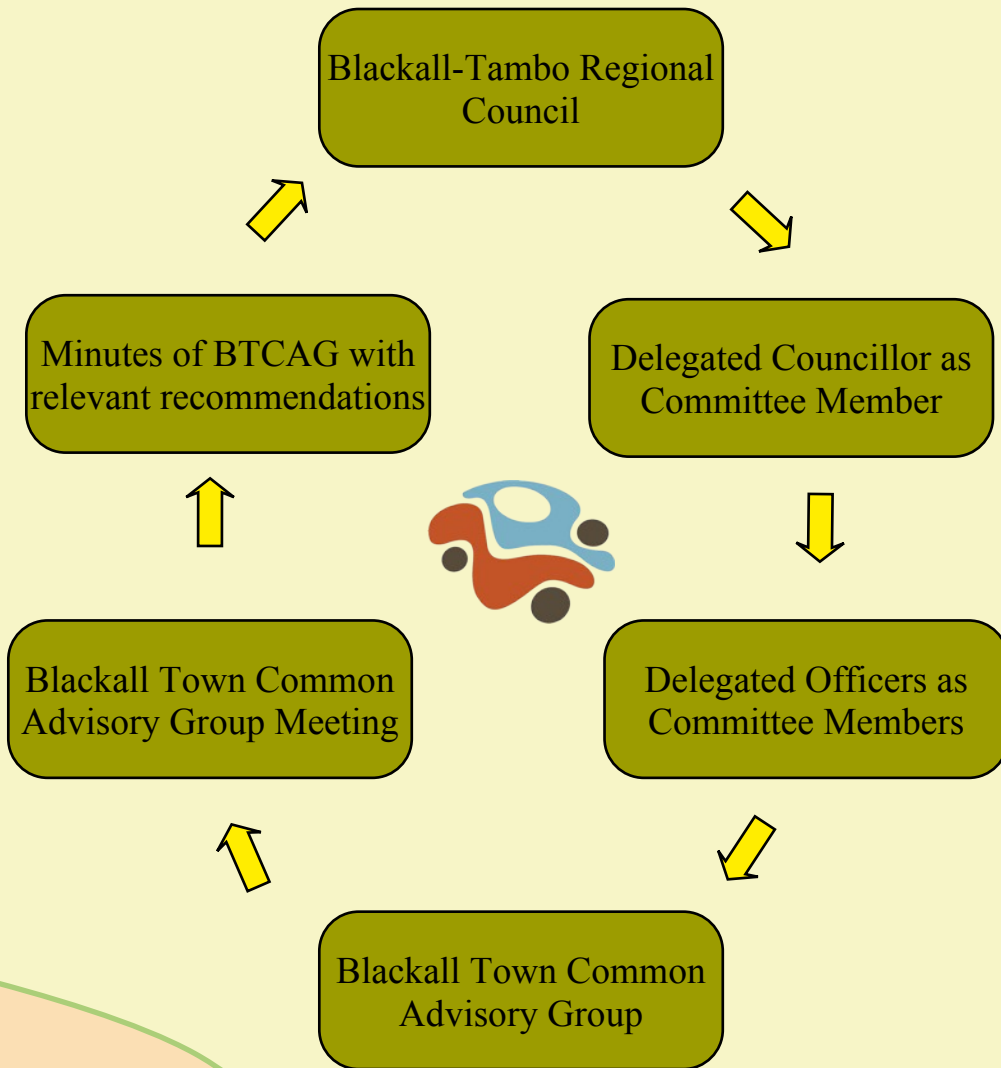 Blackall-Tambo Regional
Council
Minutes of BTCAG with
relevant recommendations
Delegated Councillor as
Committee Member
Blackall Town Common
Advisory Group Meeting
Delegated Officers as
Committee Members
Blackall Town Common
Advisory Group